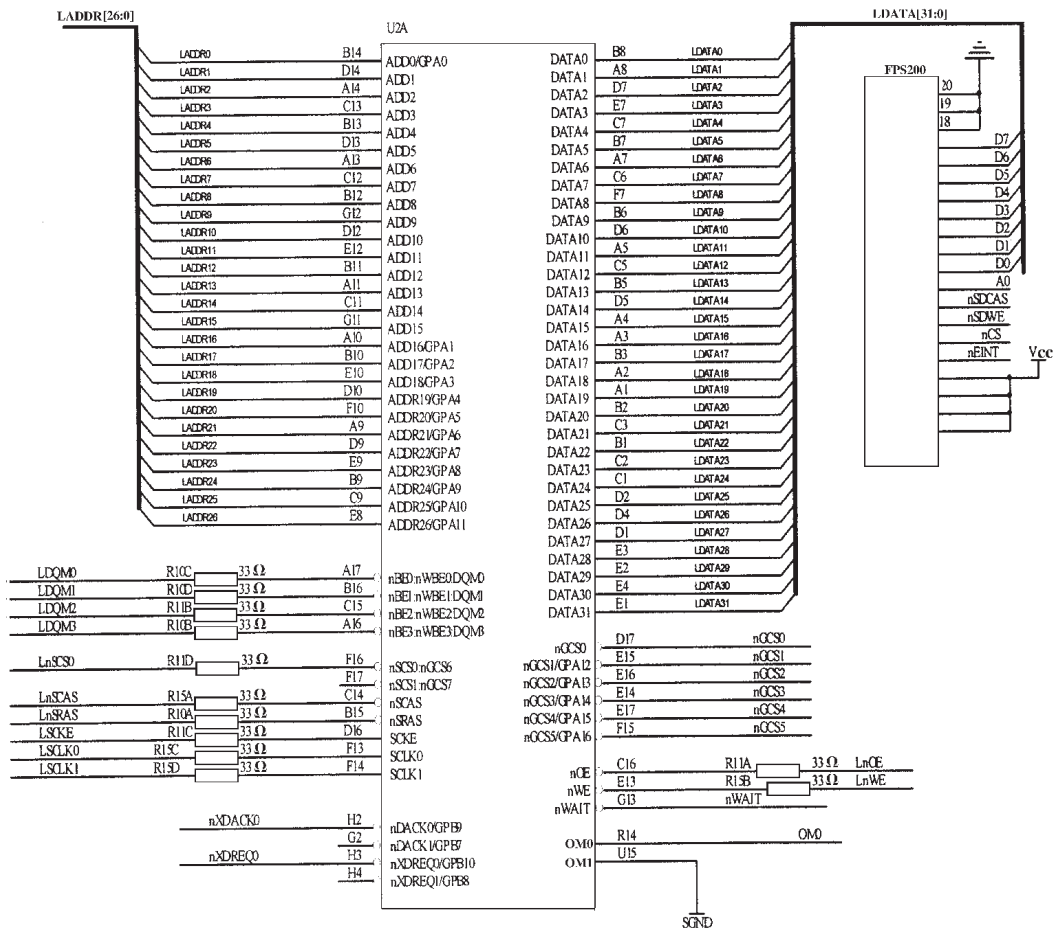 LADDR[26:0]
LDATA[31:0]
U2A
LADDR0 B14 ADD0/GPA0
LADDR1 D14 ADD1
LADDR2 A14 ADD2
LADDR3 C13 ADD3
LADDR4 B13 ADD4
LADDR5 D13 ADD5
LADDR6 A13 ADD6
LADDR7 C12 ADD7
LADDR8 B12 ADD8
LADDR9 G12 ADD9
LADDR10 D12 ADD10
LADDR11 E12 ADD11
LADDR12 B11 ADD12
LADDR13 A11 ADD13
LADDR14 C11 ADD14
LADDR15 G11 ADD15
LADDR16 A10 ADD16/GPA1
LADDR17 B10 ADD17/GPA2
LADDR18 E10 ADD18/GPA3
LADDR19 D10 ADDR19/GPA4
LADDR20 F10 ADDR20/GPA5
LADDR21 A9 ADDR21/GPA6
LADDR22 D9 ADDR22/GPA7
LADDR23 E9 ADDR23/GPA8
LADDR24 B9 ADDR24/GPA9
LADDR25 C9 ADDR25/GPA10
LADDR26 E8 ADDR26/GPA11
LDQM0 R10C 33 Ω A17 nBE0:nWBE0:DQM0
LDQM1 R10D 33 Ω B16 nBE1:nWBE1:DQM1
LDQM2 R11B 33 Ω C15 nBE2:nWBE2:DQM2
LDQM3 R10B 33 Ω A16 nBE3:nWBE3:DQM3
LnSCS0 R11D 33 Ω F16 nSCS0:nGCS6
F17 nSCS1:nGCS7
LnSCAS R15A 33 Ω C14 nSCAS
LnSRAS R10A 33 Ω B15 nSRAS
LSCKE R11C 33 Ω D16 SCKE
LSCLK0 R15C 33 Ω F13 SCLK0
LSCLK1 R15D 33 Ω F14 SCLK1
nXDACK0 H2 nDACK0/GPB9
G2 nDACK1/GPB7
nXDREQ0 H3 nXDREQ0/GPB10
H4 nXDREQ1/GPB8
DATA0 B8 LDATA0
DATA1 A8 LDATA1
DATA2 D7 LDATA2
DATA3 E7 LDATA3
DATA4 C7 LDATA4
DATA5 B7 LDATA5
DATA6 A7 LDATA6
DATA7 C6 LDATA7
DATA8 F7 LDATA8
DATA9 B6 LDATA9
DATA10 D6 LDATA10
DATA11 A5 LDATA11
DATA12 C5 LDATA12
DATA13 B5 LDATA13
DATA14 D5 LDATA14
DATA15 A4 LDATA15
DATA16 A3 LDATA16
DATA17 B3 LDATA17
DATA18 A2 LDATA18
DATA19 A1 LDATA19
DATA20 B2 LDATA20
DATA21 C3 LDATA21
DATA22 B1 LDATA22
DATA23 C2 LDATA23
DATA24 C1 LDATA24
DATA25 D2 LDATA25
DATA26 D4 LDATA26
DATA27 D1 LDATA27
DATA28 E3 LDATA28
DATA29 E2 LDATA29
DATA30 E4 LDATA30
DATA31 E1 LDATA31
nGCS0 D17 nGCS0
nGCS1/GPA12 E15 nGCS1
nGCS2/GPA13 E16 nGCS2
nGCS3/GPA14 E14 nGCS3
nGCS4/GPA15 E17 nGCS4
nGCS5/GPA16 F15 nGCS5
nOE C16 R11A 33 Ω LnOE
nWE E13 R15B 33 Ω LnWE
nWAIT G13 nWAIT
OM0 R14 OM0
OM1 U15
SGND
FPS200
20
19
18
D7
D6
D5
D4
D3
D2
D1
D0
A0
nSDCAS
nSDWE
nCS
nEINT
Vcc